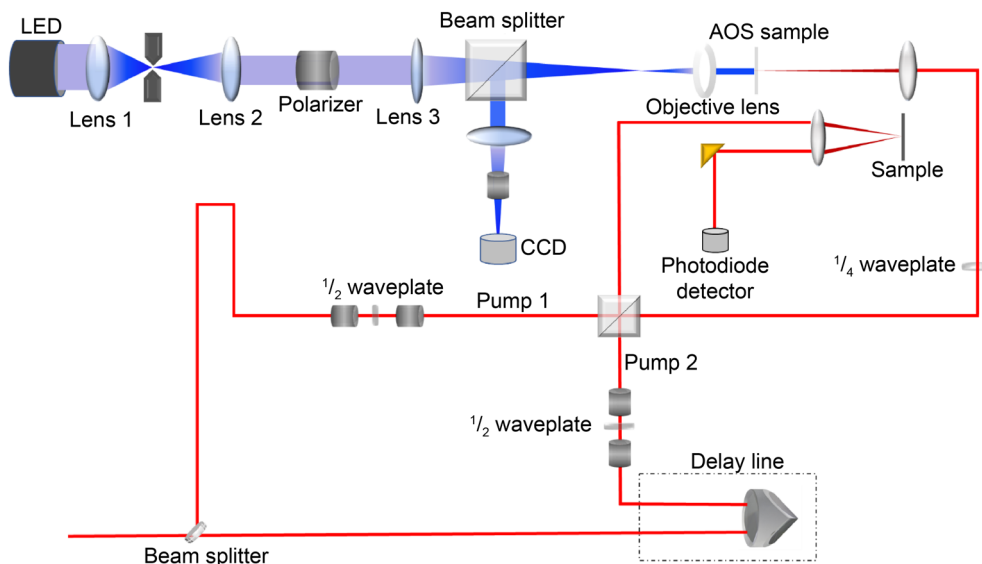 LED
Beam splitter
AOS sample
Lens 1
Lens 2
Polarizer
Lens 3
Objective lens
Sample
CCD
Photodiode
detector
1/4 waveplate
1/2 waveplate
Pump 1
Pump 2
1/2 waveplate
Delay line
Beam splitter